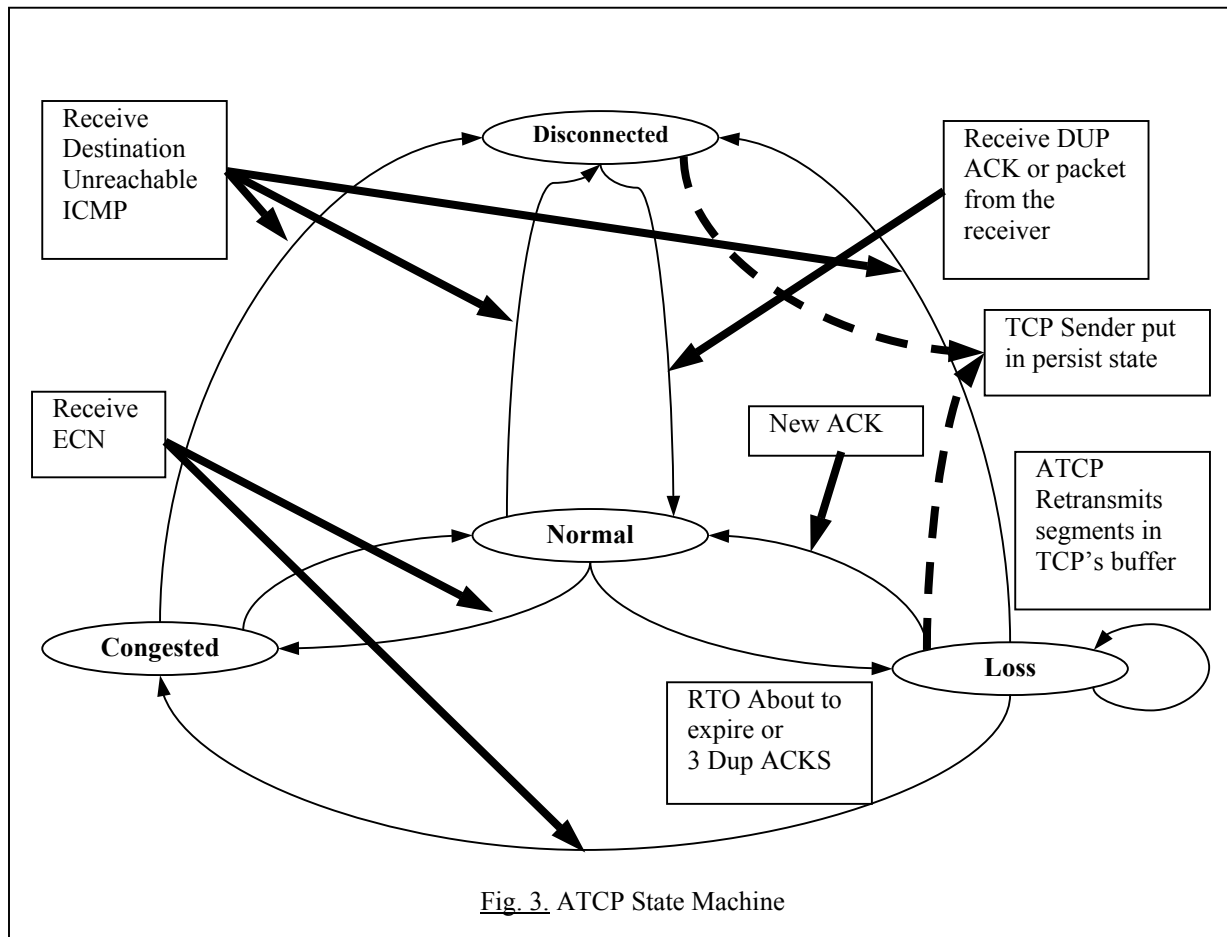 Receive
Destination
Unreachable
ICMP
Disconnected
Receive DUP
ACK or packet
from the
receiver
TCP Sender put
in persist state
Receive
ECN
New ACK
ATCP
Retransmits
segments in
TCP’s buffer
Normal
Congested
Loss
RTO About to
expire or
3 Dup ACKS
Fig. 3. ATCP State Machine